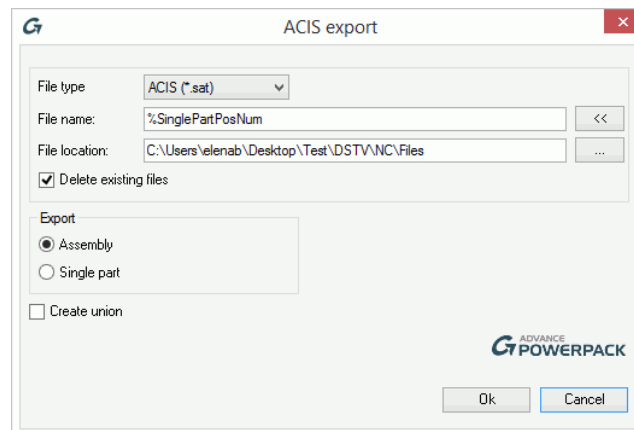 ACIS export
File type ACIS (*.sat)
File name: %SinglePartPosNum <<
File location: C:\Users\elenab\Desktop\Test\DSTV\NC\Files ...
Delete existing files
Export
Assembly
Single part
Create union
ADVANCE
POWERPACK
Ok Cancel